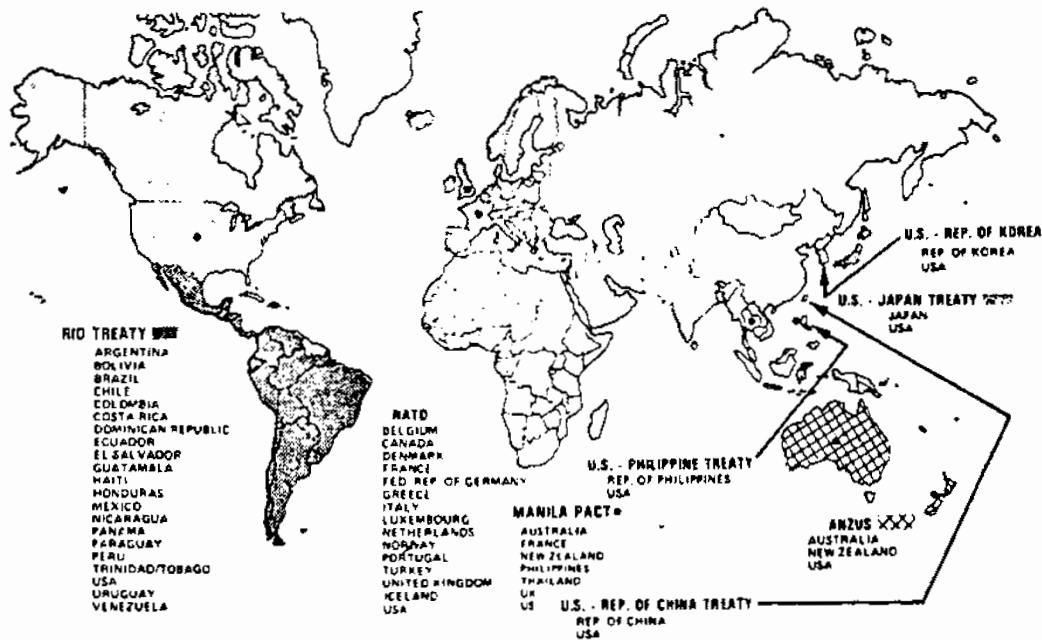 RIO TREATY
ARGENTINA
BOLIVIA
BRAZIL
CHILE
COLOMBIA
COSTA RICA
DOMINICAN REPUBLIC
ECUADOR
EL SALVADOR
GUATAMALA
HAITI
HONDURAS
MEXICO
NICARAGUA
PANAMA
PARAGUAY
PERU
TRINIDAD/TOBAGO
USA
URUGUAY
VENEZUELA
NATO
BELGIUM
CANADA
DENMARK
FRANCE
FED REP OF GERMANY
GREECE
ITALY
LUXEMBOURG
NETHERLANDS
NORWAY
PORTUGAL
TURKEY
UNITED KINGDOM
ICELAND
USA
MANILA PACT
AUSTRALIA
FRANCE
NEW ZEALAND
PHILIPPINES
THAILAND
UK
US
U.S. - REP. OF KOREA
REP OF KOREA
USA
U.S. - JAPAN TREATY
JAPAN
USA
U.S. - PHILIPPINE TREATY
REP. OF PHILIPPINES
USA
ANZUS
AUSTRALIA
NEW ZEALAND
USA
U.S. - REP. OF CHINA TREATY
REP OF CHINA
USA